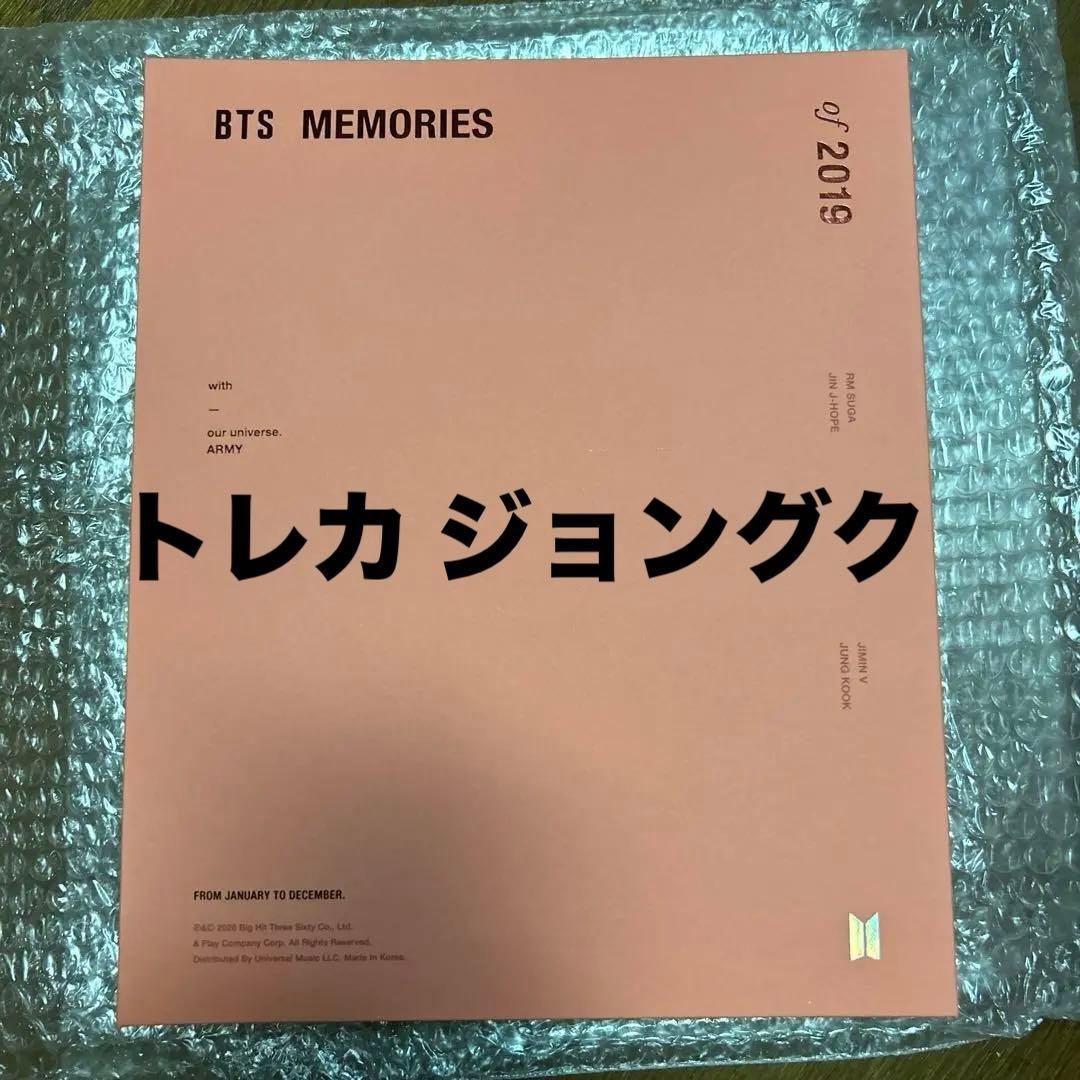 BTS MEMORIES
of 2019
RM SUGA
JIN J-HOPE
with
—
our universe.
ARMY
トレカ ジョングク
JIMIN V
JUNG KOOK
FROM JANUARY TO DECEMBER.
℗&© 2020 Big Hit Three Sixty Co., Ltd.
& Play Company Corp. All Rights Reserved.
Distributed By Universal Music LLC. Made In Korea.